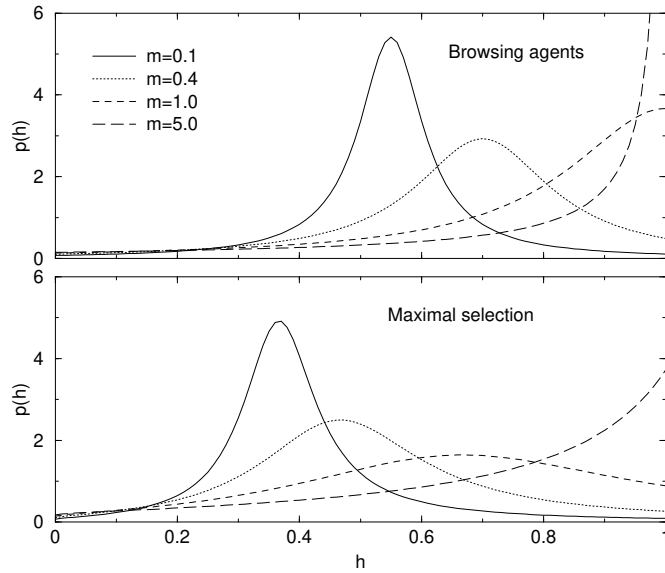 6
Browsing agents
m=0.1
m=0.4
m=1.0
m=5.0
4
p(h)
2
0
6
Maximal selection
4
p(h)
2
0
0
0.2
0.4
0.6
0.8
h